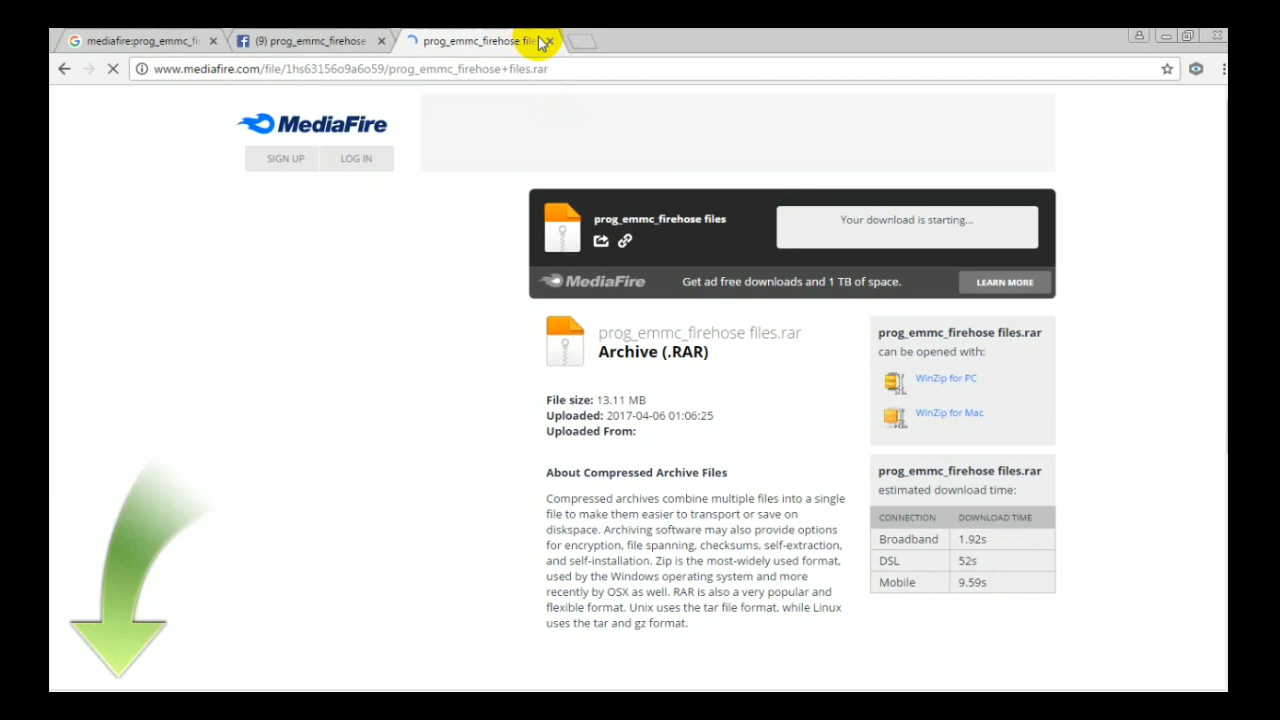 mediafire:prog_emmc_fi
(9) prog_emmc_firehose
prog_emmc_firehose file
www.mediafire.com/file/1hs63156o9a6o59/prog_emmc_firehose+files.rar
MediaFire
SIGN UP
LOG IN
prog_emmc_firehose files
Your download is starting...
MediaFire
Get ad free downloads and 1 TB of space.
LEARN MORE
prog_emmc_firehose files.rar
Archive (.RAR)
File size: 13.11 MB
Uploaded: 2017-04-06 01:06:25
Uploaded From:
About Compressed Archive Files
Compressed archives combine multiple files into a single
file to make them easier to transport or save on
diskspace. Archiving software may also provide options
for encryption, file spanning, checksums, self-extraction,
and self-installation. Zip is the most-widely used format,
used by the Windows operating system and more
recently by OSX as well. RAR is also a very popular and
flexible format. Unix uses the tar file format, while Linux
uses the tar and gz format.
prog_emmc_firehose files.rar
can be opened with:
WinZip for PC
WinZip for Mac
prog_emmc_firehose files.rar
estimated download time:
CONNECTION DOWNLOAD TIME
Broadband 1.92s
DSL 52s
Mobile 9.59s